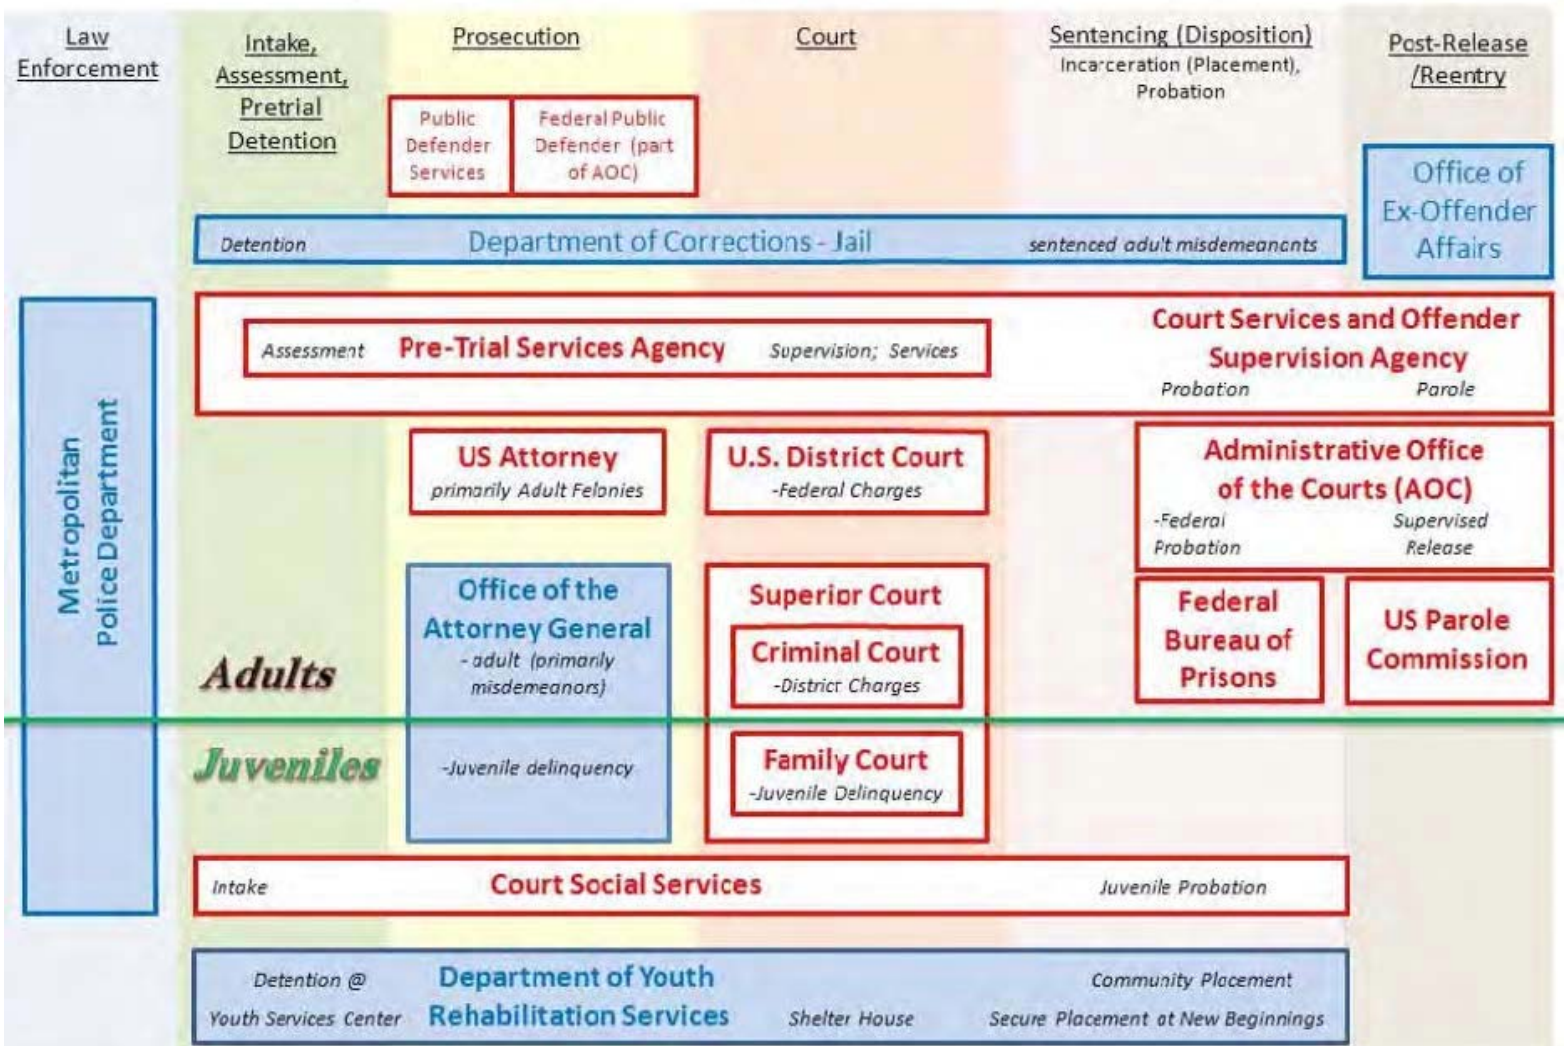 Law
Enforcement
Intake,
Assessment,
Pretrial
Detention
Prosecution
Court
Sentencing (Disposition)
Incarceration (Placement),
Probation
Post-Release
/Reentry
Public
Defender
Services
Federal Public
Defender (part
of AOC)
Office of
Ex-Offender
Affairs
Detention
Department of Corrections - Jail
sentenced adult misdemeanants
Metropolitan
Police Department
Assessment
Pre-Trial Services Agency
Supervision; Services
Court Services and Offender
Supervision Agency
Probation
Parole
US Attorney
primarily Adult Felonies
U.S. District Court
-Federal Charges
Administrative Office
of the Courts (AOC)
-Federal
Probation
Supervised
Release
Office of the
Attorney General
- adult (primarily
misdemeanors)
Superior Court
Criminal Court
-District Charges
Federal
Bureau of
Prisons
US Parole
Commission
Adults
Juveniles
-Juvenile delinquency
Family Court
-Juvenile Delinquency
Intake
Court Social Services
Juvenile Probation
Detention @
Youth Services Center
Department of Youth
Rehabilitation Services
Shelter House
Community Placement
Secure Placement at New Beginnings